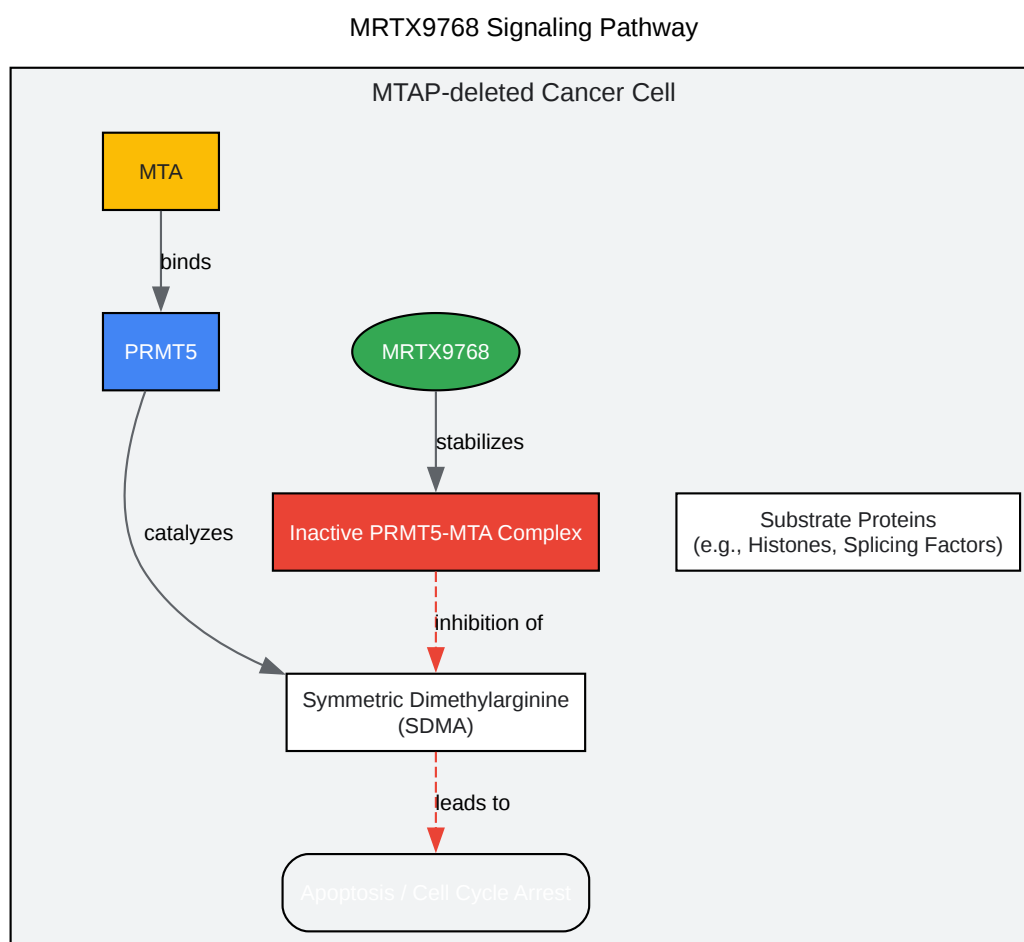 MRTX9768 Signaling Pathway
MTAP-deleted Cancer Cell
MTA
binds
PRMT5
MRTX9768
stabilizes
catalyzes
Inactive PRMT5-MTA Complex
Substrate Proteins
(e.g., Histones, Splicing Factors)
inhibition of
Symmetric Dimethylarginine
(SDMA)
leads to
Apoptosis / Cell Cycle Arrest